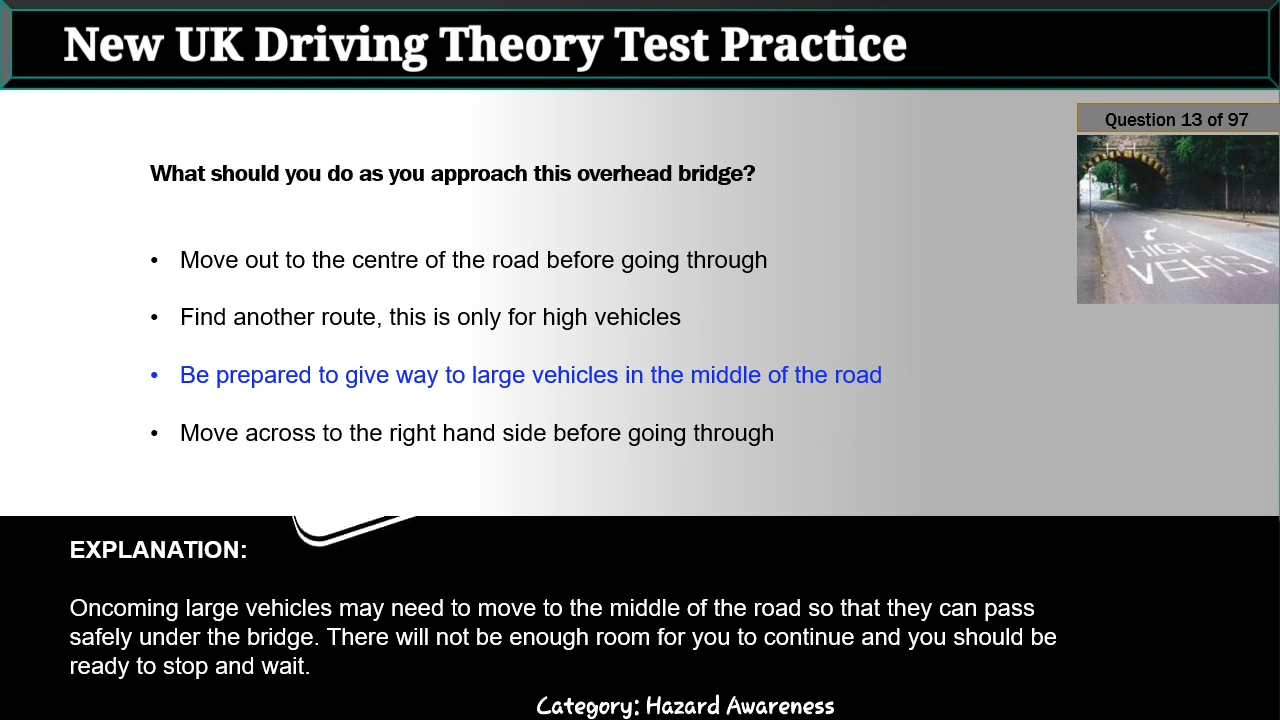 New UK Driving Theory Test Practice
Question 13 of 97
What should you do as you approach this overhead bridge?
• Move out to the centre of the road before going through
• Find another route, this is only for high vehicles
• Be prepared to give way to large vehicles in the middle of the road
• Move across to the right hand side before going through
HIGH
VEHS
EXPLANATION:
Oncoming large vehicles may need to move to the middle of the road so that they can pass
safely under the bridge. There will not be enough room for you to continue and you should be
ready to stop and wait.
Category: Hazard Awareness